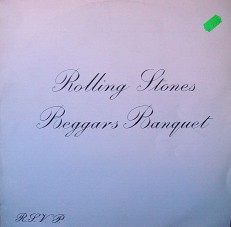 Rolling Stones
Beggars Banquet
R.S.V.P.